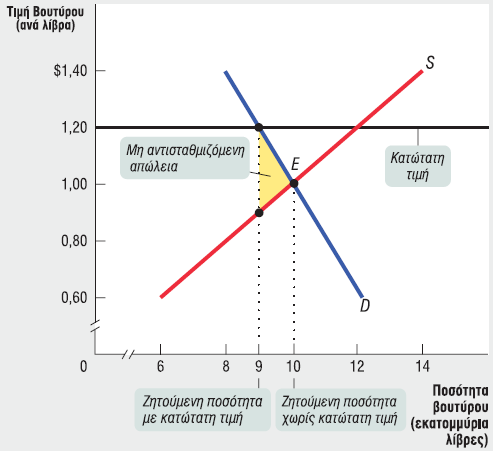 Τιμή Βουτύρου
(ανά λίβρα)
$1,40
1,20
1,00
0,80
0,60
0
6
8
9
10
12
14
S
E
D
Μη αντισταθμιζόμενη
απώλεια
Κατώτατη
τιμή
Ζητούμενη ποσότητα
με κατώτατη τιμή
Ζητούμενη ποσότητα
χωρίς κατώτατη τιμή
Ποσότητα
βουτύρου
(εκατομμύρια
λίβρες)